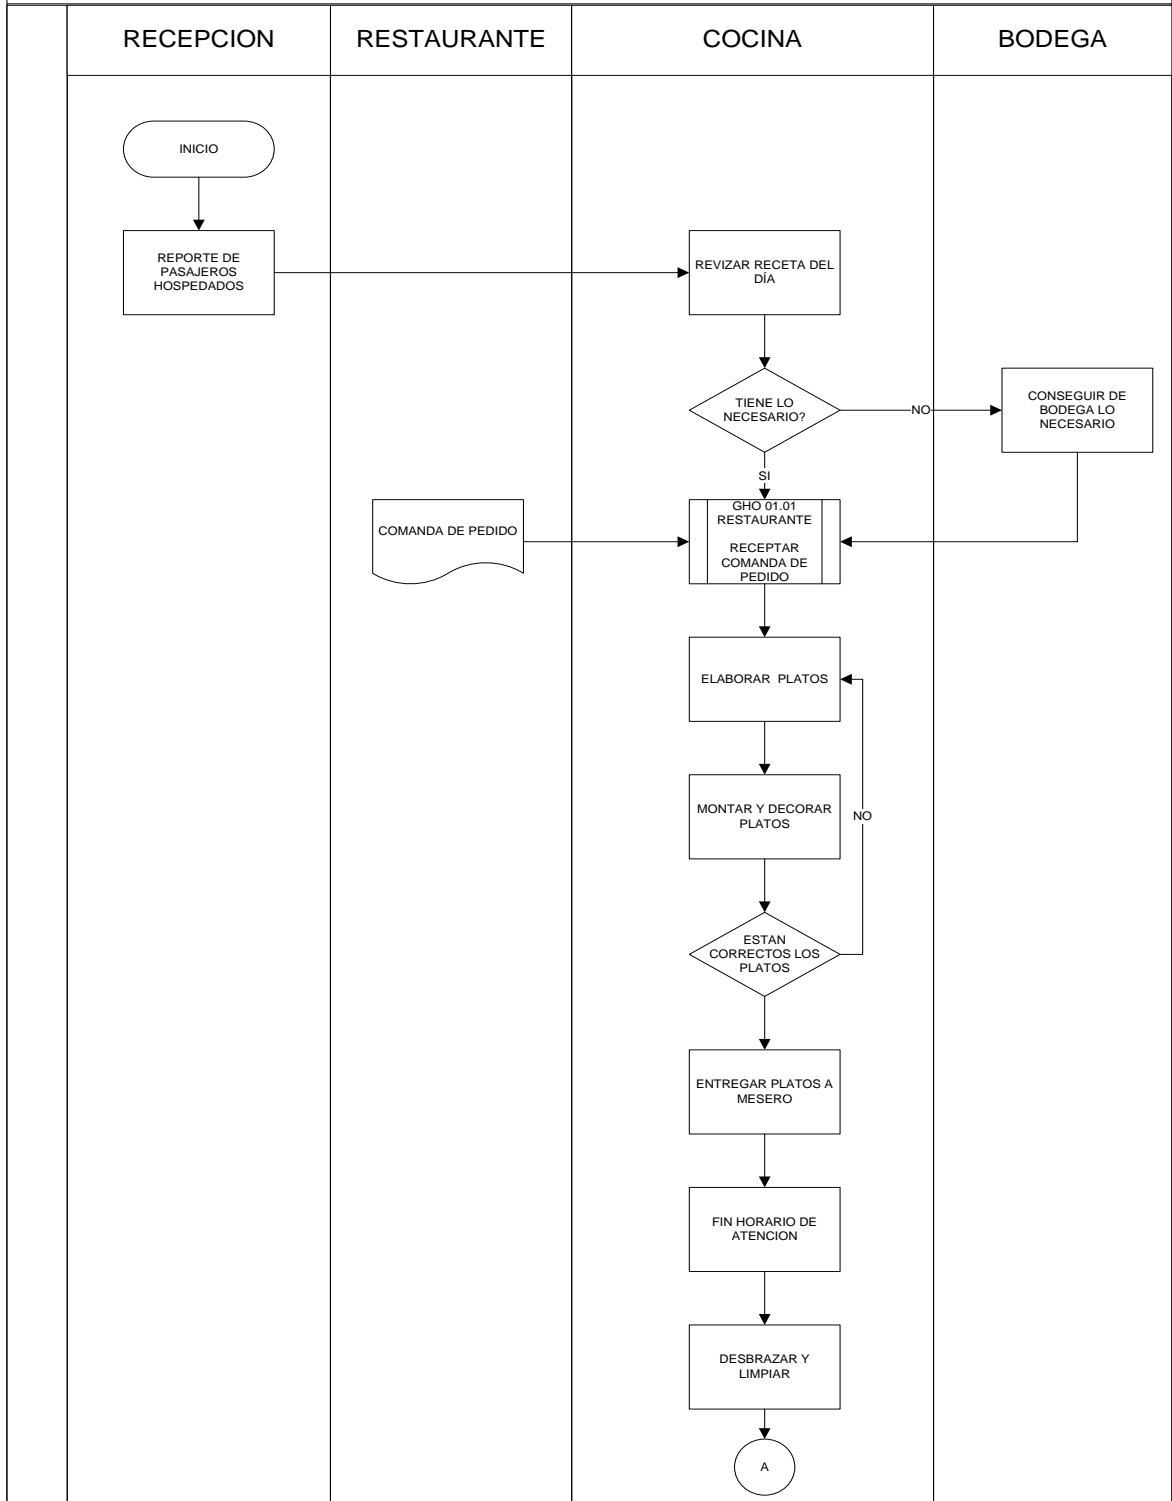 RECEPCION
RESTAURANTE
COCINA
BODEGA
INICIO
REPORTE DE
PASAJEROS
HOSPEDADOS
REVIZAR RECETA DEL
DÍA
TIENE LO
NECESARIO?
NO
CONSEGUIR DE
BODEGA LO
NECESARIO
SI
COMANDA DE PEDIDO
GHO 01.01
RESTAURANTE
RECEPTAR
COMANDA DE
PEDIDO
ELABORAR PLATOS
MONTAR Y DECORAR
PLATOS
NO
ESTAN
CORRECTOS LOS
PLATOS
ENTREGAR PLATOS A
MESERO
FIN HORARIO DE
ATENCION
DESBRAZAR Y
LIMPIAR
A